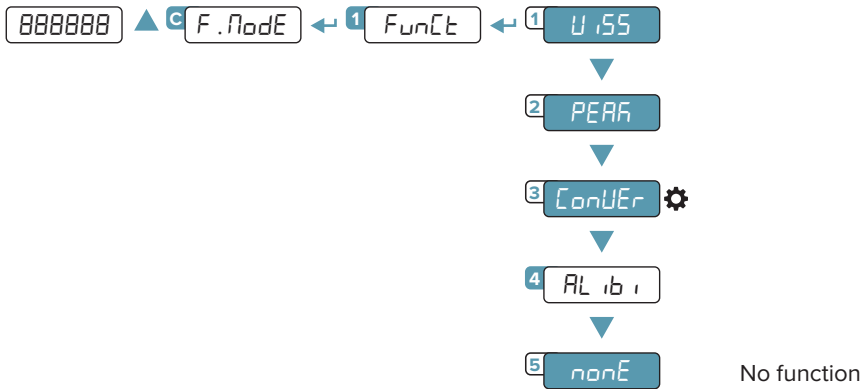 888888 C F.ModE 1 FunCt 1 ViSS
2 PEAK
3 ConVEr
4 ALibi
5 nonE No function